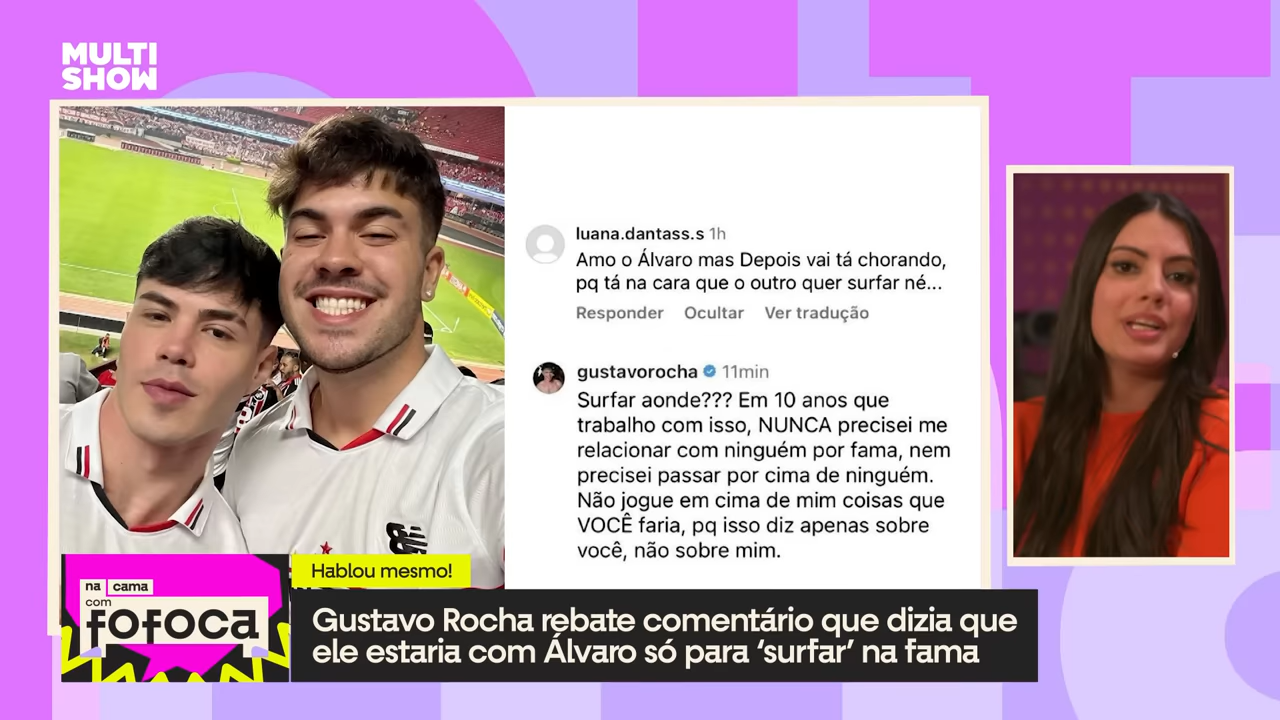 MULTI
SHOW
luana.dantass.s 1h
Amo o Álvaro mas Depois vai tá chorando,
pq tá na cara que o outro quer surfar né...
Responder Ocultar Ver tradução
gustavorocha 11min
Surfar aonde??? Em 10 anos que
trabalho com isso, NUNCA precisei me
relacionar com ninguém por fama, nem
precisei passar por cima de ninguém.
Não jogue em cima de mim coisas que
VOCÊ faria, pq isso diz apenas sobre
você, não sobre mim.
na cama
com
fofoca
Hablou mesmo!
Gustavo Rocha rebate comentário que dizia que
ele estaria com Álvaro só para ‘surfar’ na fama